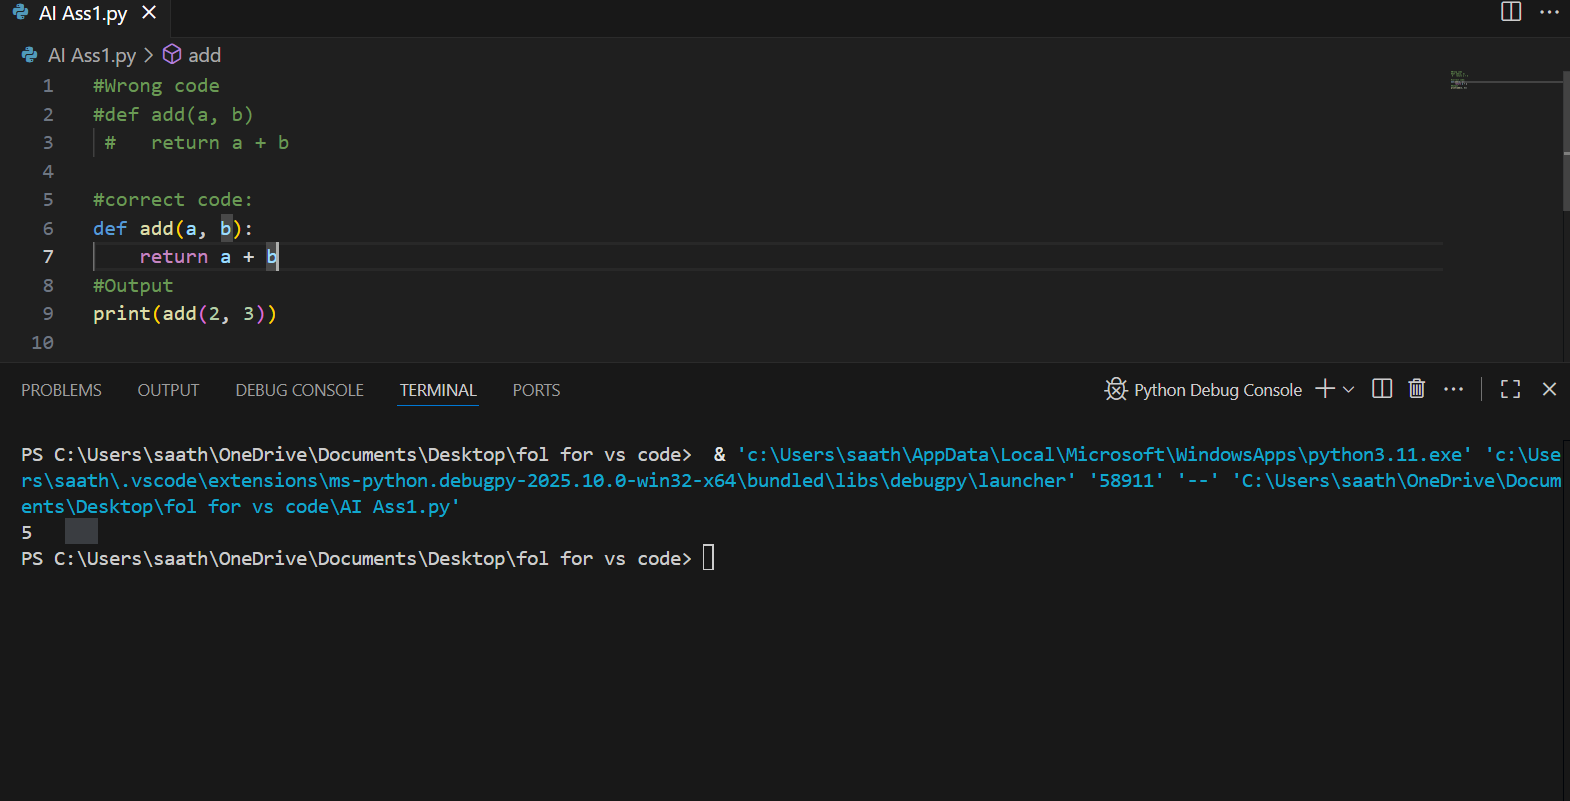 AI Ass1.py
AI Ass1.py > add
1 #Wrong code
2 #def add(a, b)
3  #   return a + b
4
5 #correct code:
6 def add(a, b):
7     return a + b
8 #Output
9 print(add(2, 3))
10
PROBLEMS OUTPUT DEBUG CONSOLE TERMINAL PORTS Python Debug Console
PS C:\Users\saath\OneDrive\Documents\Desktop\fol for vs code>  & 'c:\Users\saath\AppData\Local\Microsoft\WindowsApps\python3.11.exe' 'c:\Use
rs\saath\.vscode\extensions\ms-python.debugpy-2025.10.0-win32-x64\bundled\libs\debugpy\launcher' '58911' '--' 'C:\Users\saath\OneDrive\Docum
ents\Desktop\fol for vs code\AI Ass1.py'
5
PS C:\Users\saath\OneDrive\Documents\Desktop\fol for vs code>